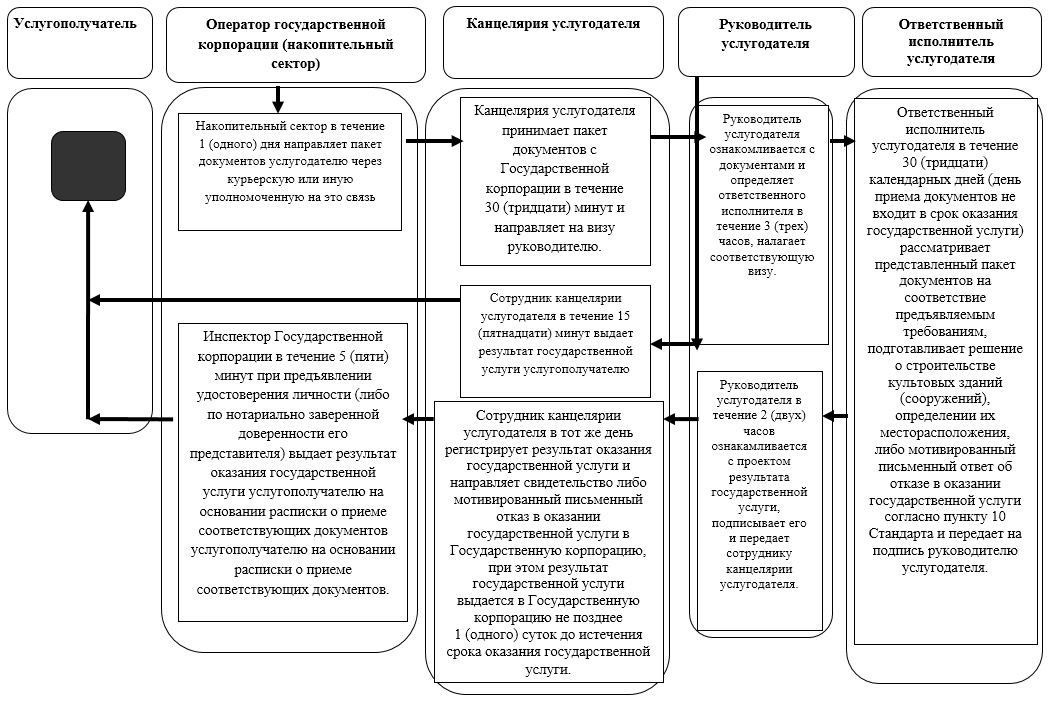 Услугополучатель
Оператор государственной
корпорации (накопительный
сектор)
Канцелярия услугодателя
Руководитель
услугодателя
Ответственный
исполнитель
услугодателя
Накопительный сектор в течение
1 (одного) дня направляет пакет
документов услугодателю через
курьерскую или иную
уполномоченную на это связь
Канцелярия услугодателя
принимает пакет
документов с
Государственной
корпорации в течение
30 (тридцати) минут и
направляет на визу
руководителю.
Руководитель
услугодателя
ознакомливается с
документами и
определяет
ответственного
исполнителя в
течение 3 (трех)
часов, налагает
соответствующую
визу.
Ответственный
исполнитель
услугодателя в течение
30 (тридцати)
календарных дней (день
приема документов не
входит в срок оказания
государственной услуги)
рассматривает
представленный пакет
документов на
соответствие
предъявляемым
требованиям,
подготавливает решение
о строительстве
культовых зданий
(сооружений),
определении их
месторасположения,
либо мотивированный
письменный ответ об
отказе в оказании
государственной услуги
согласно пункту 10
Стандарта и передает на
подпись руководителю
услугодателя.
Сотрудник канцелярии
услугодателя в течение 15
(пятнадцати) минут выдает
результат государственной
услуги услугополучателю
Инспектор Государственной
корпорации в течение 5 (пяти)
минут при предъявлении
удостоверения личности (либо
по нотариально заверенной
доверенности его
представителя) выдает результат
оказания государственной
услуги услугополучателю на
основании расписки о приеме
соответствующих документов
услугополучателю на основании
расписки о приеме
соответствующих документов.
Сотрудник канцелярии
услугодателя в тот же день
регистрирует результат оказания
государственной услуги и
направляет свидетельство либо
мотивированный письменный
отказ в оказании
государственной услуги в
Государственную корпорацию,
при этом результат
государственной услуги
выдается в Государственную
корпорацию не позднее
1 (одного) суток до истечения
срока оказания государственной
услуги.
Руководитель
услугодателя в
течение 2 (двух)
часов
ознакамливается
с проектом
результата
государственной
услуги,
подписывает его
и передает
сотруднику
канцелярии
услугодателя.